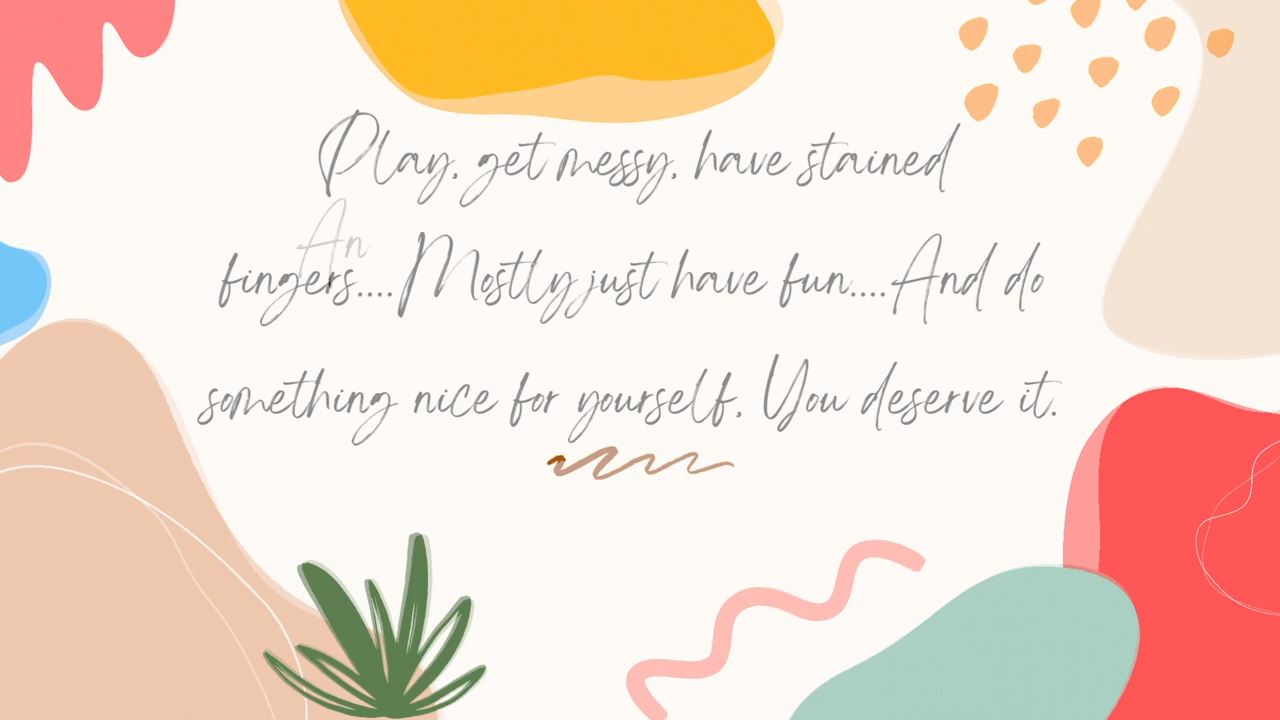 Play, get messy, have stained
An
fingers....Mostly just have fun....And do
something nice for yourself, You deserve it.